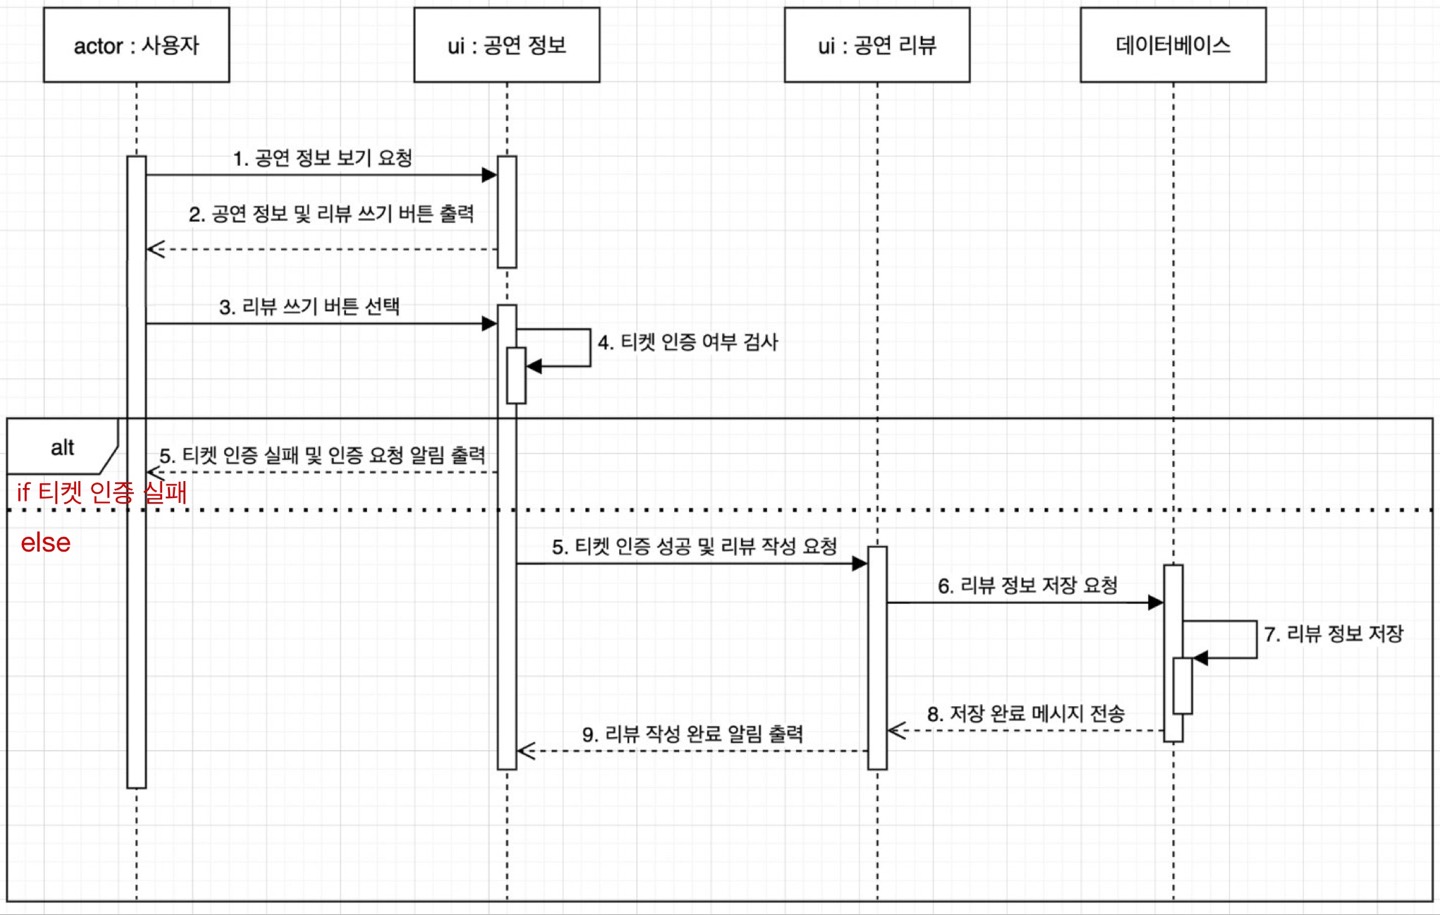 actor : 사용자
ui : 공연 정보
ui : 공연 리뷰
데이터베이스
1. 공연 정보 보기 요청
2. 공연 정보 및 리뷰 쓰기 버튼 출력
3. 리뷰 쓰기 버튼 선택
4. 티켓 인증 여부 검사
alt
5. 티켓 인증 실패 및 인증 요청 알림 출력
if 티켓 인증 실패
else
5. 티켓 인증 성공 및 리뷰 작성 요청
6. 리뷰 정보 저장 요청
7. 리뷰 정보 저장
8. 저장 완료 메시지 전송
9. 리뷰 작성 완료 알림 출력